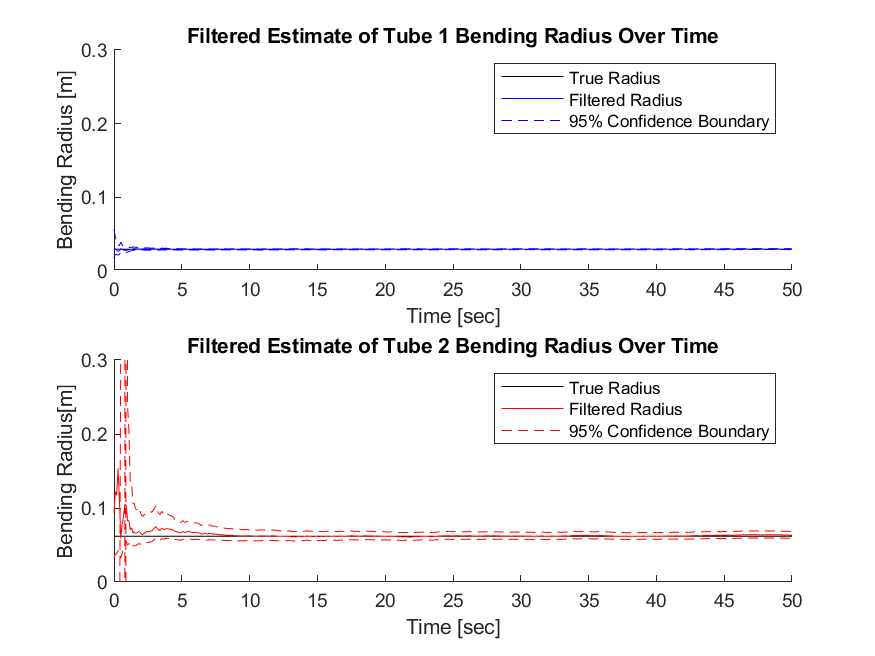 Filtered Estimate of Tube 1 Bending Radius Over Time
0.3
0.2
0.1
0
Bending Radius [m]
True Radius
Filtered Radius
95% Confidence Boundary
0 5 10 15 20 25 30 35 40 45 50
Time [sec]
Filtered Estimate of Tube 2 Bending Radius Over Time
0.3
0.2
0.1
0
Bending Radius[m]
True Radius
Filtered Radius
95% Confidence Boundary
0 5 10 15 20 25 30 35 40 45 50
Time [sec]